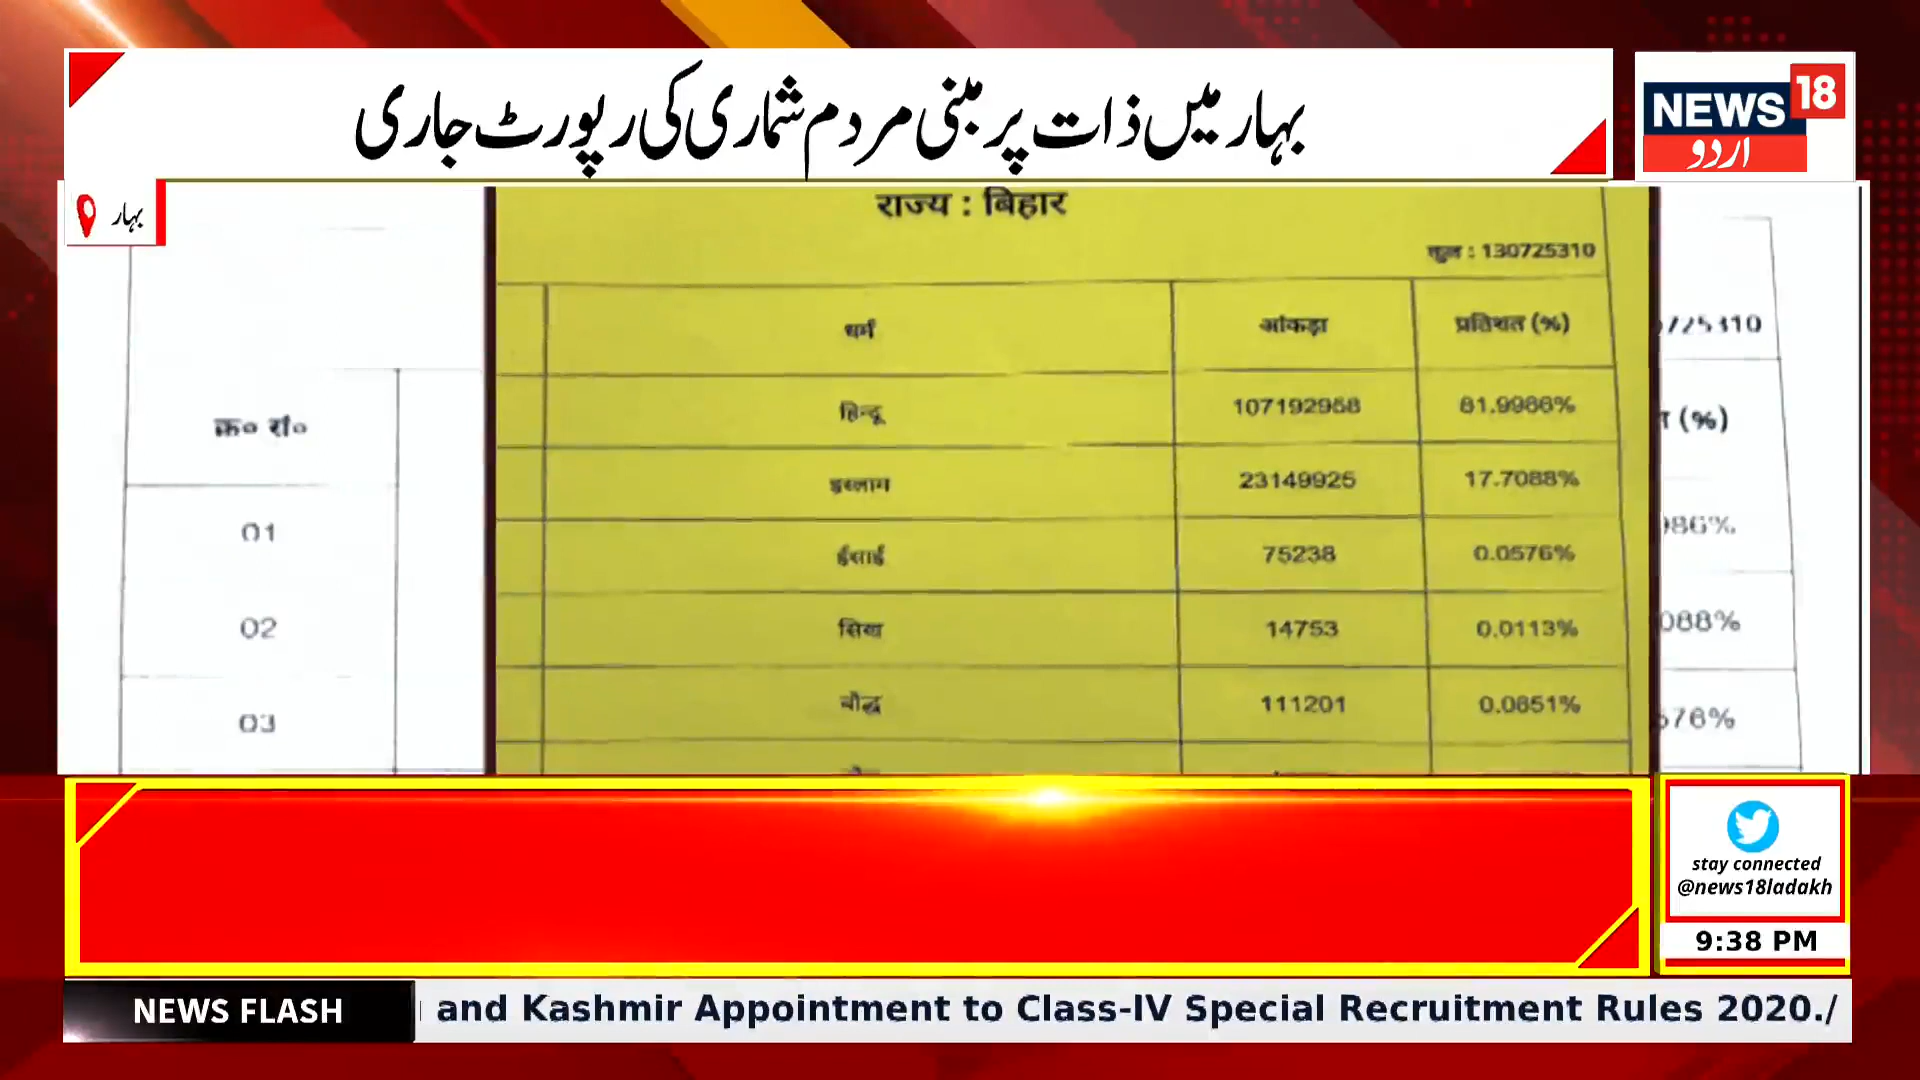 بہار میں ذات پر مبنی مردم شماری کی رپورٹ جاری
NEWS 18
اردو
بہار
राज्य : बिहार
कुल : 130725310
धर्म आंकड़ा प्रतिशत (%)
हिन्दू 107192958 81.9986%
इस्लाम 23149925 17.7088%
ईसाई 75238 0.0576%
सिख 14753 0.0113%
बौद्ध 111201 0.0851%
क्र० सं०
01
02
03
725310
(%)
986%
088%
576%
stay connected
@news18ladakh
9:38 PM
NEWS FLASH
and Kashmir Appointment to Class-IV Special Recruitment Rules 2020./